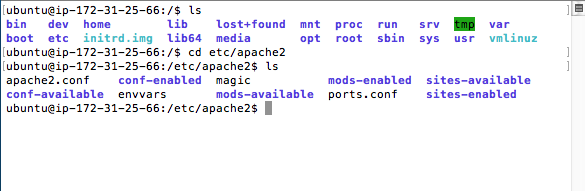 [ubuntu@ip-172-31-25-66:/$ ls
bin dev home lib lost+found mnt proc run srv tmp var
boot etc initrd.img lib64 media opt root sbin sys usr vmlinuz
[ubuntu@ip-172-31-25-66:/$ cd etc/apache2
[ubuntu@ip-172-31-25-66:/etc/apache2$ ls
apache2.conf conf-enabled magic mods-enabled sites-available
conf-available envvars mods-available ports.conf sites-enabled
ubuntu@ip-172-31-25-66:/etc/apache2$